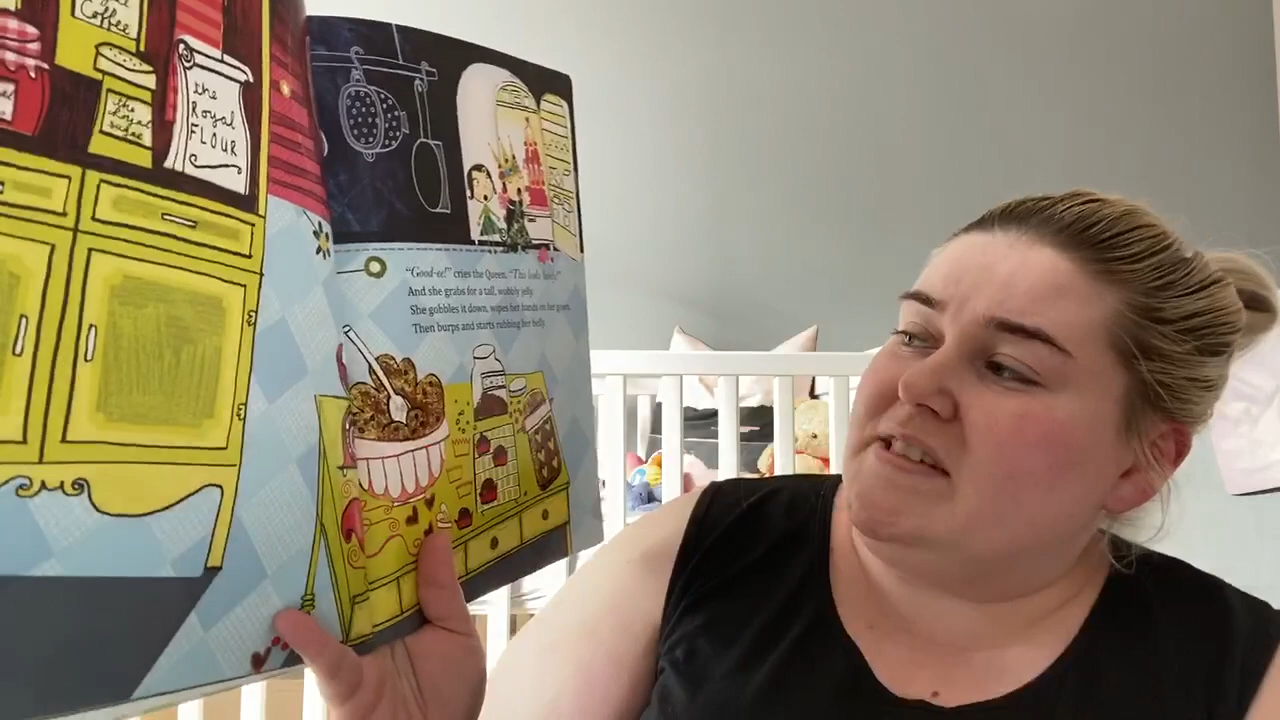 Coffee
the
Royal
sugar
the
Royal
FLOUR
"Good-ee!" cries the Queen. "This looks lovely!"
And she grabs for a tall, wobbly jelly.
She gobbles it down, wipes her hands on her gown,
Then burps and starts rubbing her belly.